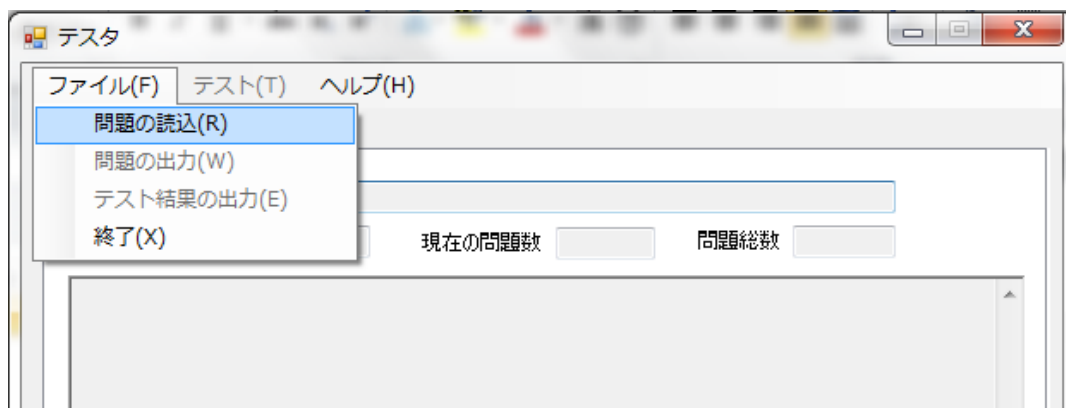 テスタ
ファイル(F) テスト(T) ヘルプ(H)
問題の読込(R)
問題の出力(W)
テスト結果の出力(E)
終了(X)
現在の問題数 問題総数